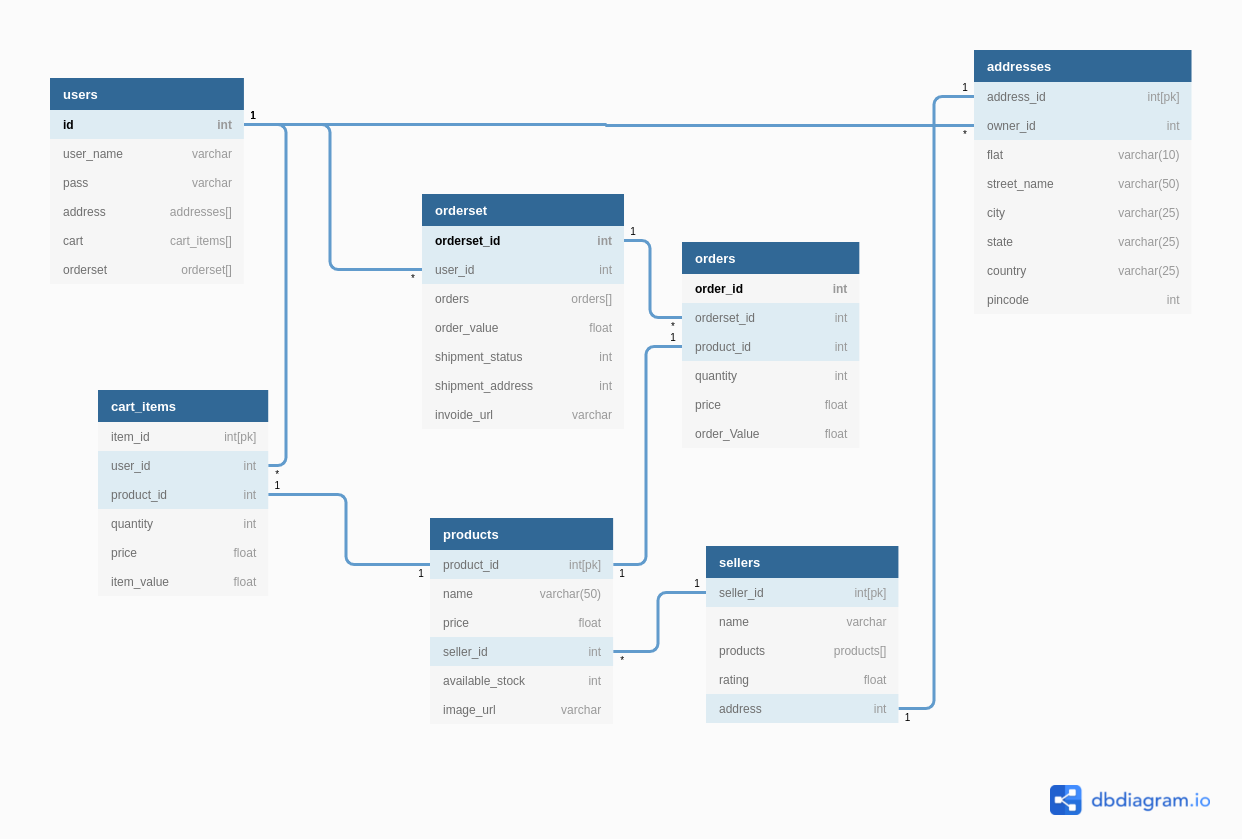 users
id int
user_name varchar
pass varchar
address addresses[]
cart cart_items[]
orderset orderset[]
1
addresses
1
address_id int[pk]
owner_id int
*
flat varchar(10)
street_name varchar(50)
city varchar(25)
state varchar(25)
country varchar(25)
pincode int
orderset
orderset_id int
1
user_id int
*
orders orders[]
order_value float
shipment_status int
shipment_address int
invoide_url varchar
orders
order_id int
orderset_id int
*
1
product_id int
quantity int
price float
order_Value float
cart_items
item_id int[pk]
user_id int
*
1
product_id int
quantity int
price float
item_value float
products
product_id int[pk]
1
1
name varchar(50)
price float
seller_id int
*
available_stock int
image_url varchar
sellers
1
seller_id int[pk]
name varchar
products products[]
rating float
address int
1
dbdiagram.io